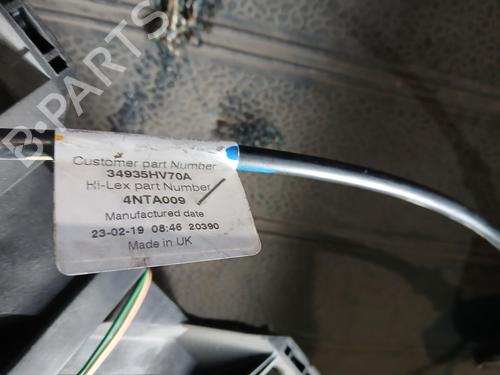 B-PARTS
Customer part Number
34935HV70A
Hi-Lex part Number
4NTA009
Manufactured date
23-02-19 08:46 20390
Made in UK